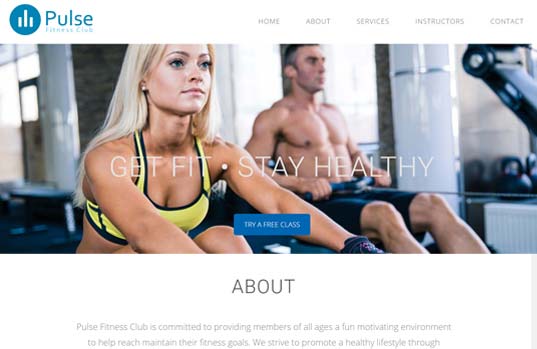 Pulse
Fitness Club
HOME ABOUT SERVICES INSTRUCTORS CONTACT
GET FIT • STAY HEALTHY
TRY A FREE CLASS
ABOUT
Pulse Fitness Club is committed to providing members of all ages a fun motivating environment
to help reach maintain their fitness goals. We strive to promote a healthy lifestyle through